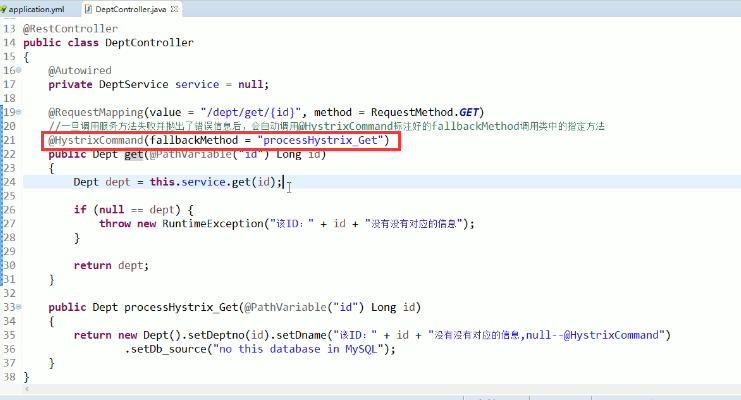 application.yml DeptController.java
13 @RestController
14 public class DeptController
15 {
16 @Autowired
17 private DeptService service = null;
18
19 @RequestMapping(value = "/dept/get/{id}", method = RequestMethod.GET)
20 //一旦调用服务方法失败并抛出了错误信息后，会自动调用@HystrixCommand标注好的fallbackMethod调用类中的指定方法
21 @HystrixCommand(fallbackMethod = "processHystrix_Get")
22 public Dept get(@PathVariable("id") Long id)
23 {
24 Dept dept = this.service.get(id);
25
26 if (null == dept) {
27 throw new RuntimeException("该ID：" + id + "没有没有对应的信息");
28 }
29
30 return dept;
31 }
32
33 public Dept processHystrix_Get(@PathVariable("id") Long id)
34 {
35 return new Dept().setDeptno(id).setDname("该ID：" + id + "没有没有对应的信息,null--@HystrixCommand")
36 .setDb_source("no this database in MySQL");
37 }
38 }